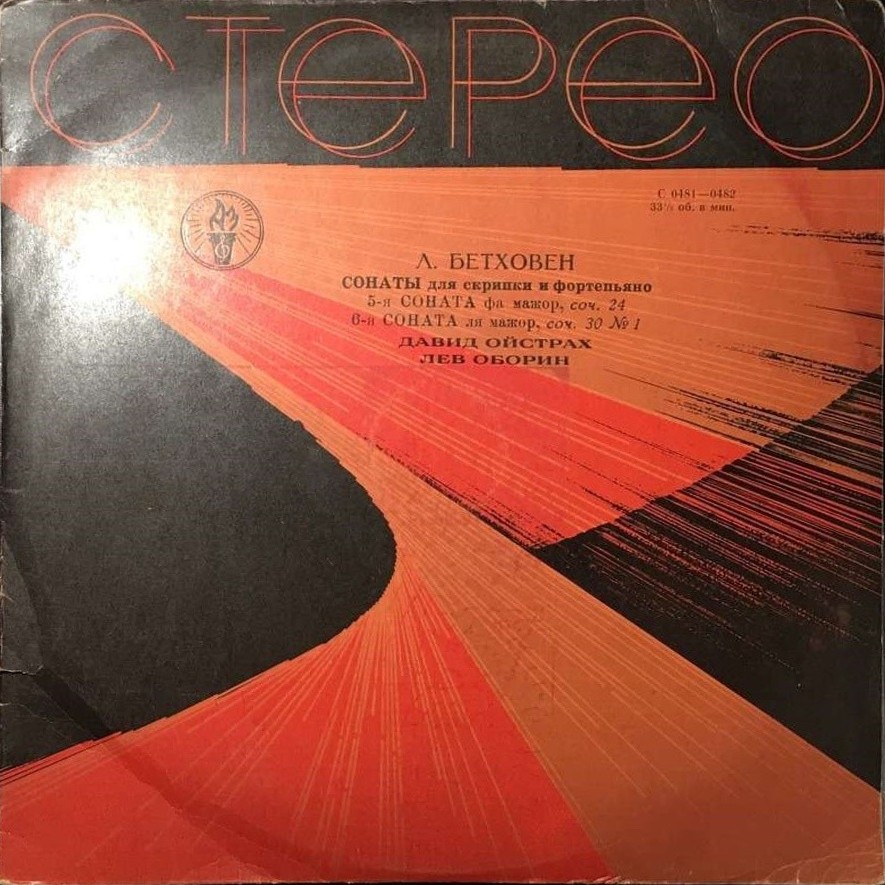 СТЕРЕО
С 0481—0482
33⅓ об. в мин.
Л. БЕТХОВЕН
СОНАТЫ для скрипки и фортепьяно
5-я СОНАТА фа мажор, соч. 24
6-я СОНАТА ля мажор, соч. 30 № 1
ДАВИД ОЙСТРАХ
ЛЕВ ОБОРИН